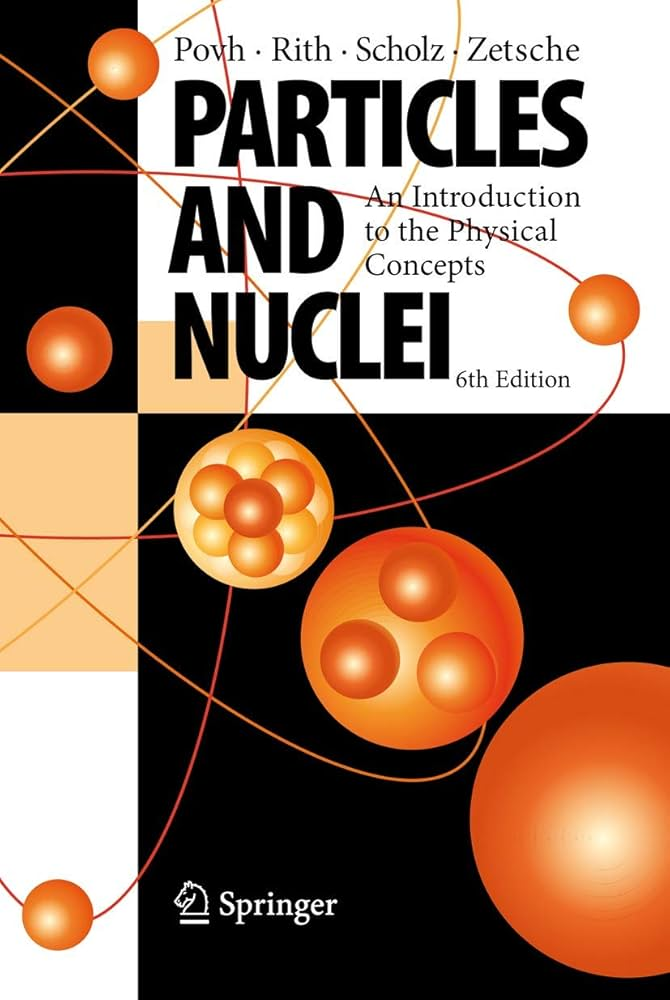 Povh · Rith · Scholz · Zetsche
PARTICLES
AND
An Introduction
to the Physical
Concepts
NUCLEI
6th Edition
Springer